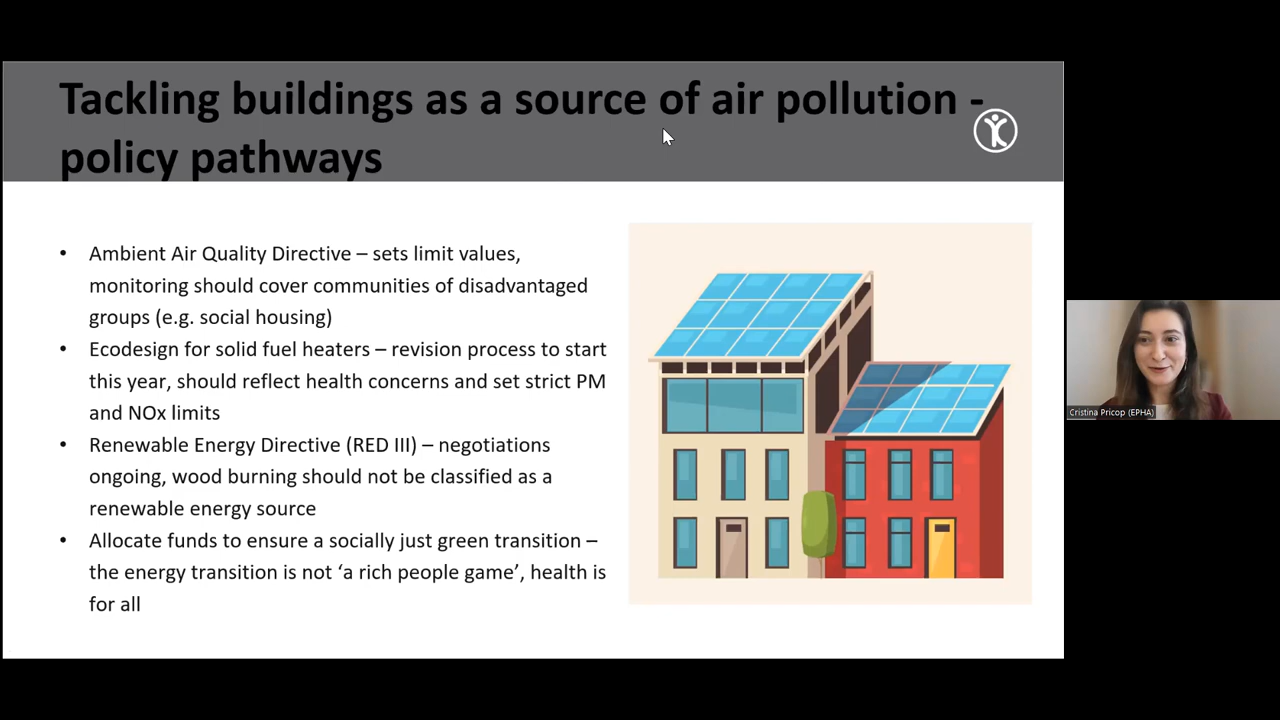 Tackling buildings as a source of air pollution -
policy pathways
• Ambient Air Quality Directive – sets limit values,
monitoring should cover communities of disadvantaged
groups (e.g. social housing)
• Ecodesign for solid fuel heaters – revision process to start
this year, should reflect health concerns and set strict PM
and NOx limits
• Renewable Energy Directive (RED III) – negotiations
ongoing, wood burning should not be classified as a
renewable energy source
• Allocate funds to ensure a socially just green transition –
the energy transition is not ‘a rich people game’, health is
for all
Cristina Pricop (EPHA)